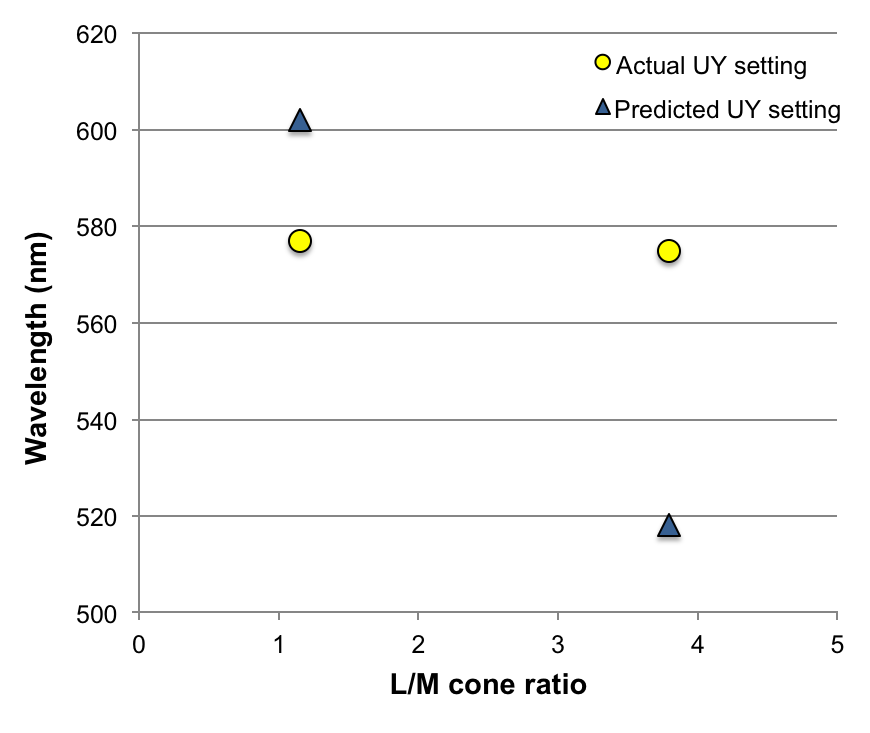 620
Actual UY setting
Predicted UY setting
600
580
560
540
520
500
Wavelength (nm)
0 1 2 3 4 5
L/M cone ratio